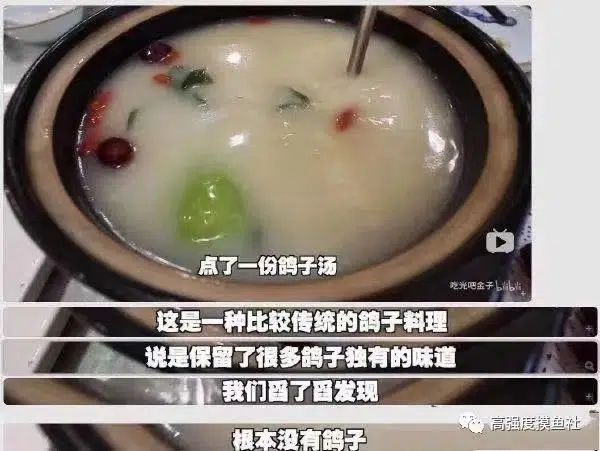 点了一份鸽子汤
吃光吧金子 bilibili
这是一种比较传统的鸽子料理
说是保留了很多鸽子独有的味道
我们舀了舀发现
高强度摸鱼社
根本没有鸽子